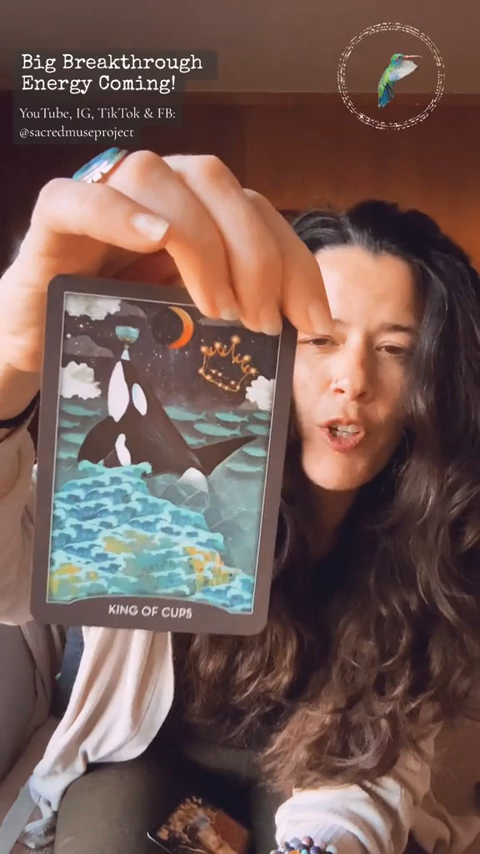 Big Breakthrough
Energy Coming!
YouTube, IG, TikTok & FB:
@sacredmuseproject
KING OF CUPS